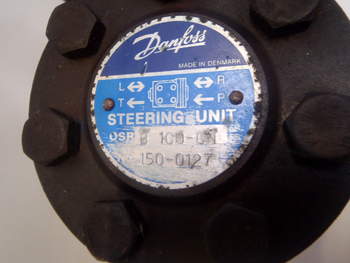 Danfoss
MADE IN DENMARK
L R
T P
STEERING UNIT
150-0127